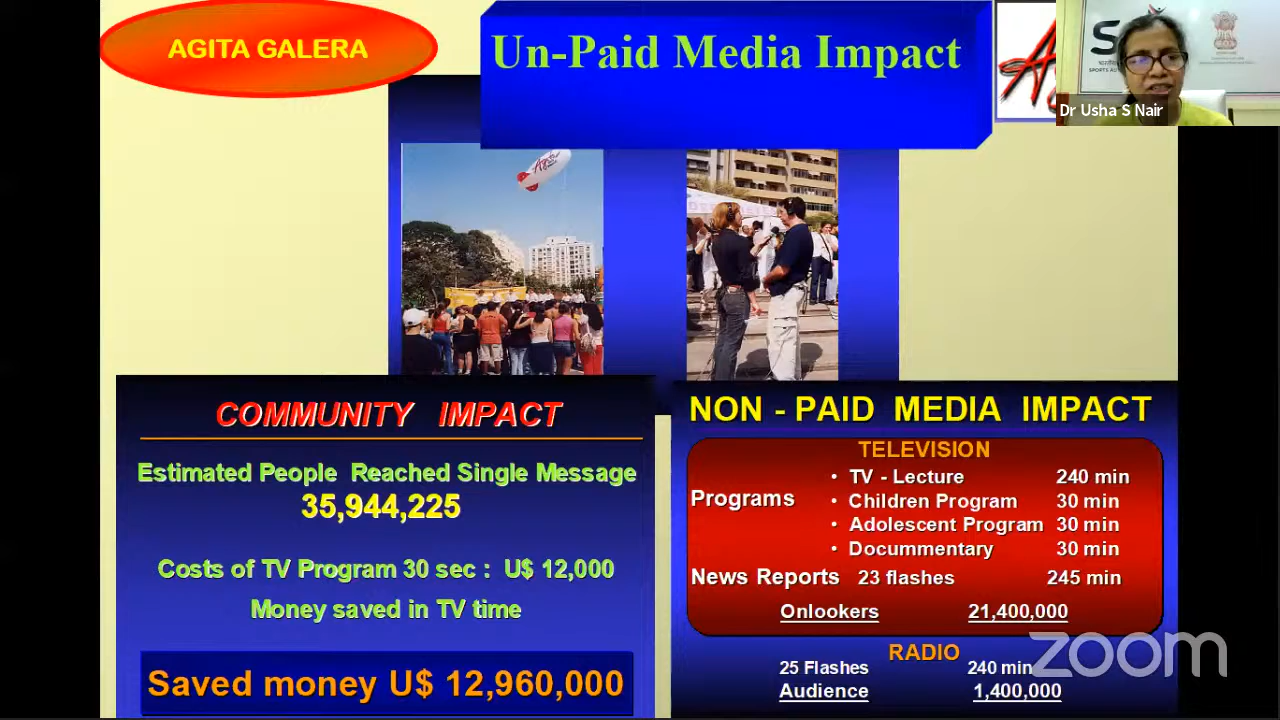 AGITA GALERA
Un-Paid Media Impact
Dr Usha S Nair
COMMUNITY IMPACT
Estimated People Reached Single Message
35,944,225
Costs of TV Program 30 sec : U$ 12,000
Money saved in TV time
Saved money U$ 12,960,000
NON - PAID MEDIA IMPACT
TELEVISION
Programs
• TV - Lecture 240 min
• Children Program 30 min
• Adolescent Program 30 min
• Docummentary 30 min
News Reports 23 flashes 245 min
Onlookers 21,400,000
RADIO
25 Flashes 240 min
Audience 1,400,000
zoom